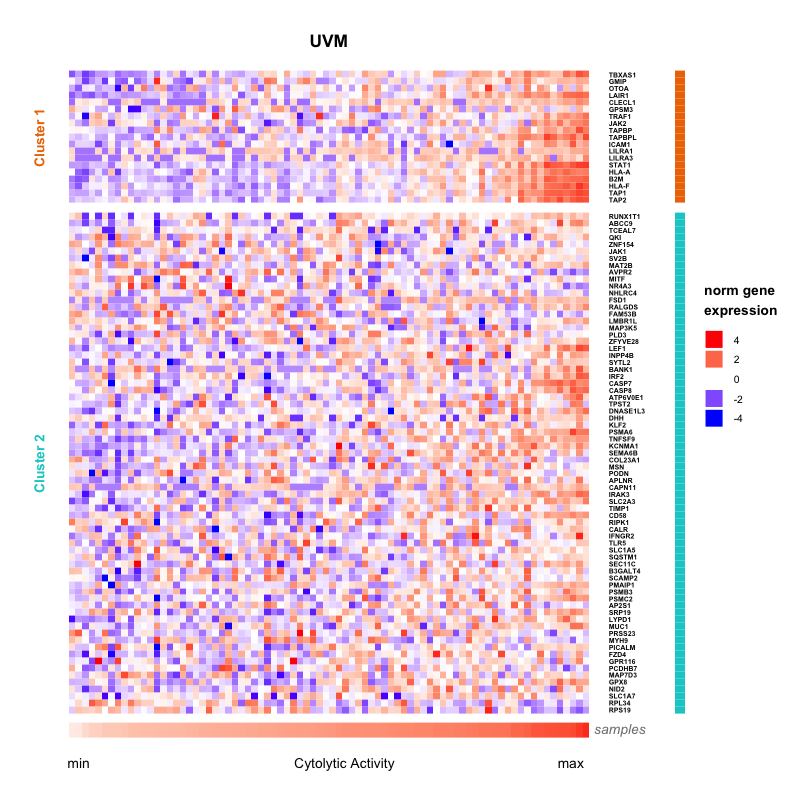 UVM
Cluster 1
TBXAS1
GMIP
OTOA
LAIR1
CLECL1
GPSM3
TRAF1
JAK2
TAPBP
TAPBPL
ICAM1
LILRA1
LILRA3
STAT1
HLA-A
B2M
HLA-F
TAP1
TAP2
Cluster 2
RUNX1T1
ABCC9
TCEAL7
QKI
ZNF154
JAK1
SV2B
MAT2B
AVPR2
MITF
NR4A3
NHLRC4
FSD1
RALGDS
FAM53B
LMBR1L
MAP3K5
PLD3
ZFYVE28
LEF1
INPP4B
SYTL2
BANK1
IRF2
CASP7
CASP8
ATP6V0E1
TPST2
DNASE1L3
DHH
KLF2
PSMA6
TNFSF9
KCNMA1
SEMA6B
COL23A1
MSN
PODN
APLNR
CAPN11
IRAK3
SLC2A3
TIMP1
CD58
RIPK1
CALR
IFNGR2
TLR5
SLC1A5
SQSTM1
SEC11C
B3GALT4
SCAMP2
PMAIP1
PSMB3
PSMC2
AP2S1
SRP19
LYPD1
MUC1
PRSS23
MYH9
PICALM
FZD4
GPR116
PCDHB7
MAP7D3
GPX8
NID2
SLC1A7
RPL34
RPS19
norm gene
expression
4
2
0
-2
-4
samples
min Cytolytic Activity max